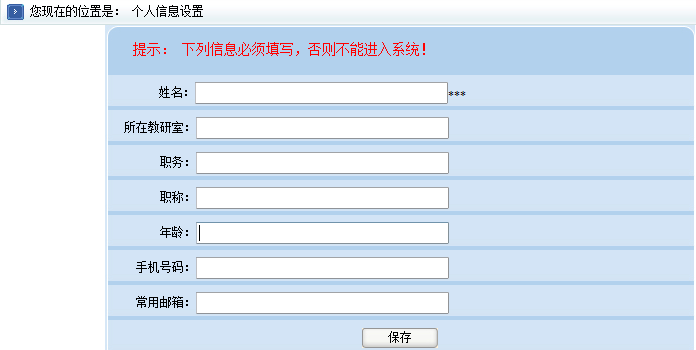 您现在的位置是： 个人信息设置
提示： 下列信息必须填写，否则不能进入系统！
姓名：***
所在教研室：
职务：
职称：
年龄：
手机号码：
常用邮箱：
保存